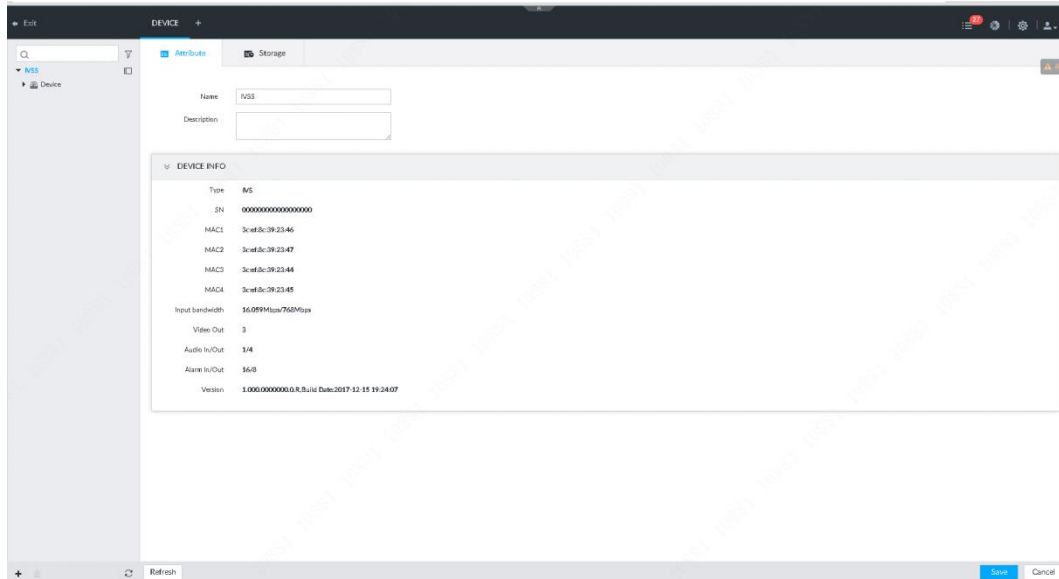 Exit
DEVICE +
27
Attribute
Storage
IVSS
Device
Name IVSS
Description
DEVICE INFO
Type IVS
SN 000000000000000000
MAC1 3c:ef:8c:39:23:46
MAC2 3c:ef:8c:39:23:47
MAC3 3c:ef:8c:39:23:44
MAC4 3c:ef:8c:39:23:45
Input bandwidth 16.059Mbps/768Mbps
Video Out 3
Audio In/Out 1/4
Alarm In/Out 16/8
Version 1.000.0000000.0.R,Build Date:2017-12-15 19:24:07
Refresh
Save
Cancel